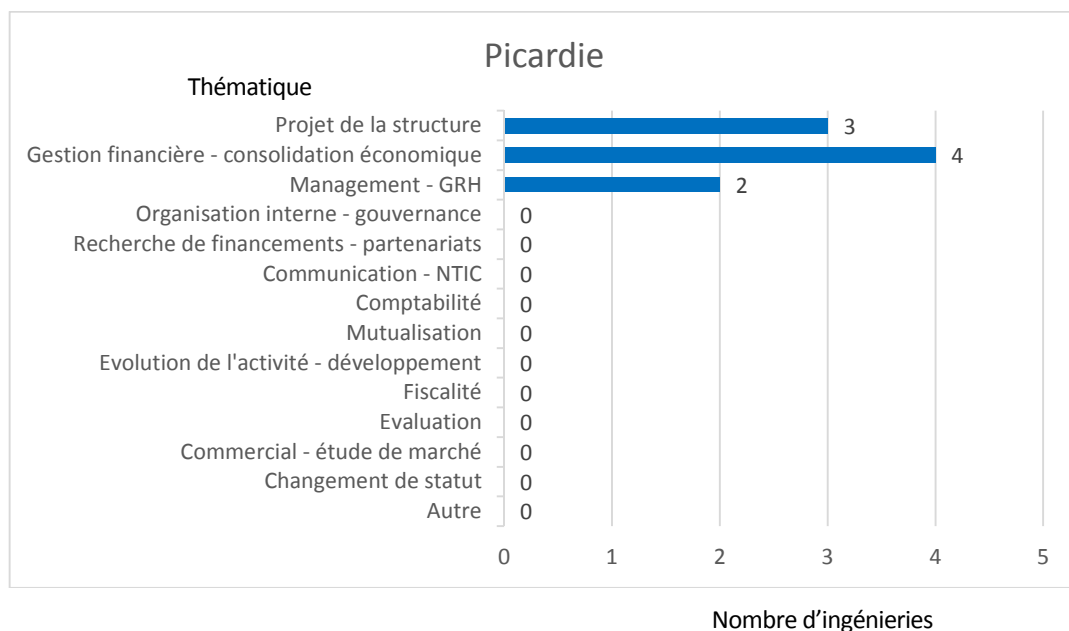 Picardie
Thématique
Projet de la structure 3
Gestion financière - consolidation économique 4
Management - GRH 2
Organisation interne - gouvernance 0
Recherche de financements - partenariats 0
Communication - NTIC 0
Comptabilité 0
Mutualisation 0
Evolution de l'activité - développement 0
Fiscalité 0
Evaluation 0
Commercial - étude de marché 0
Changement de statut 0
Autre 0
0 1 2 3 4 5
Nombre d’ingénieries